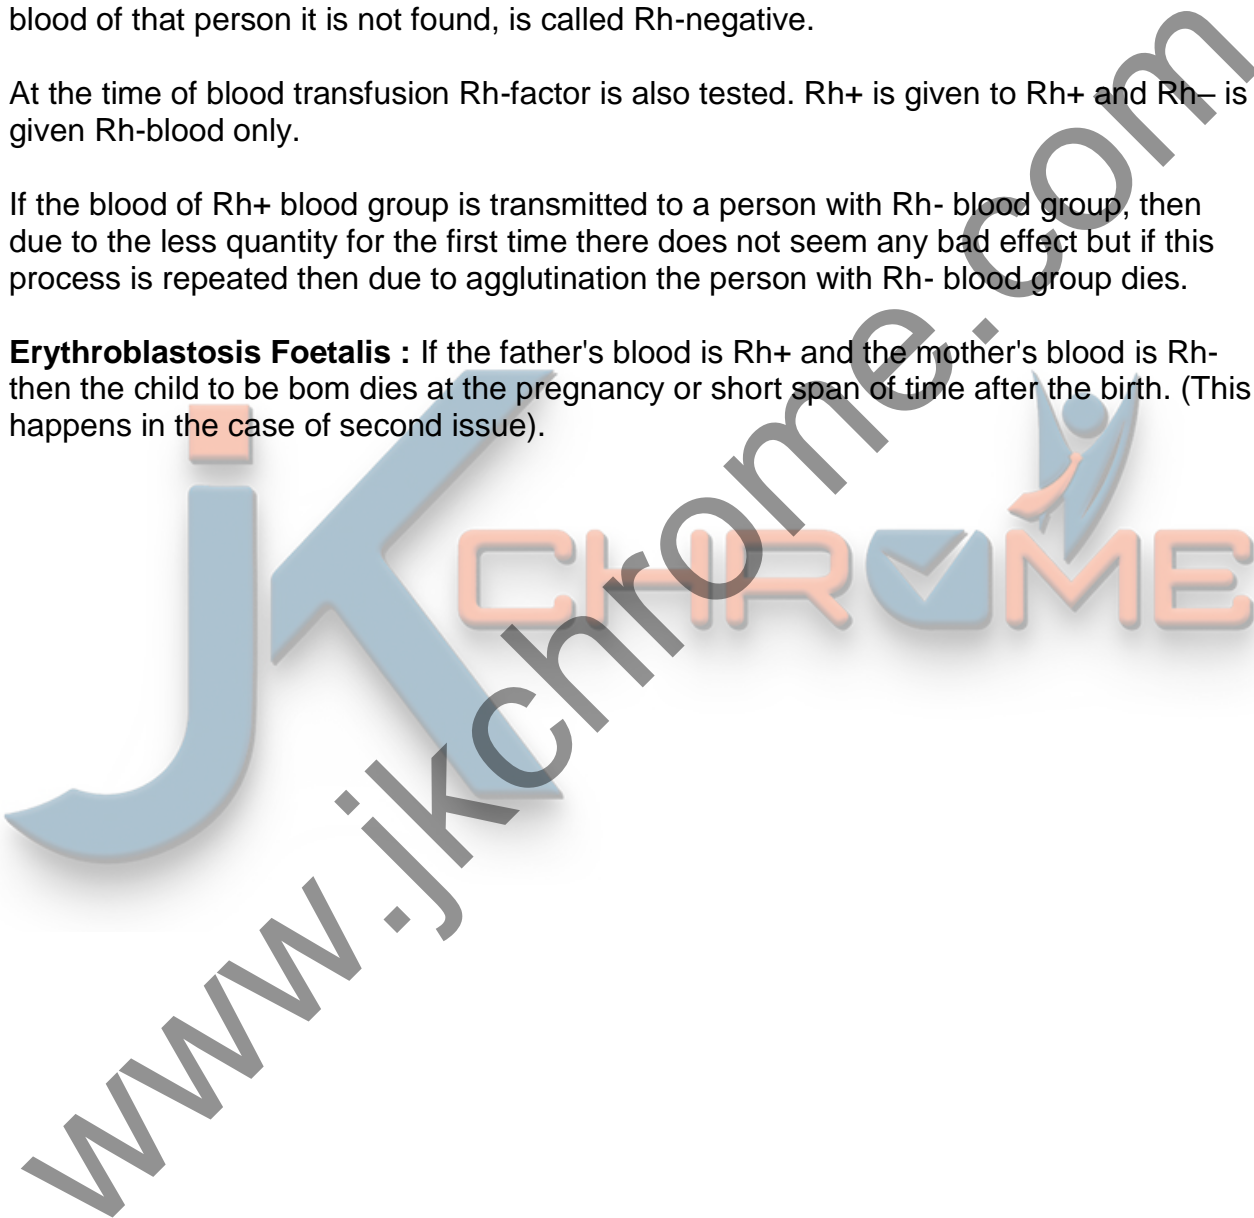 blood of that person it is not found, is called Rh-negative.
At the time of blood transfusion Rh-factor is also tested. Rh+ is given to Rh+ and Rh– is
given Rh-blood only.
If the blood of Rh+ blood group is transmitted to a person with Rh- blood group, then
due to the less quantity for the first time there does not seem any bad effect but if this
process is repeated then due to agglutination the person with Rh- blood group dies.
Erythroblastosis Foetalis : If the father's blood is Rh+ and the mother's blood is Rh-
then the child to be bom dies at the pregnancy or short span of time after the birth. (This
happens in the case of second issue).
jK CHROME
www.jkchrome.com